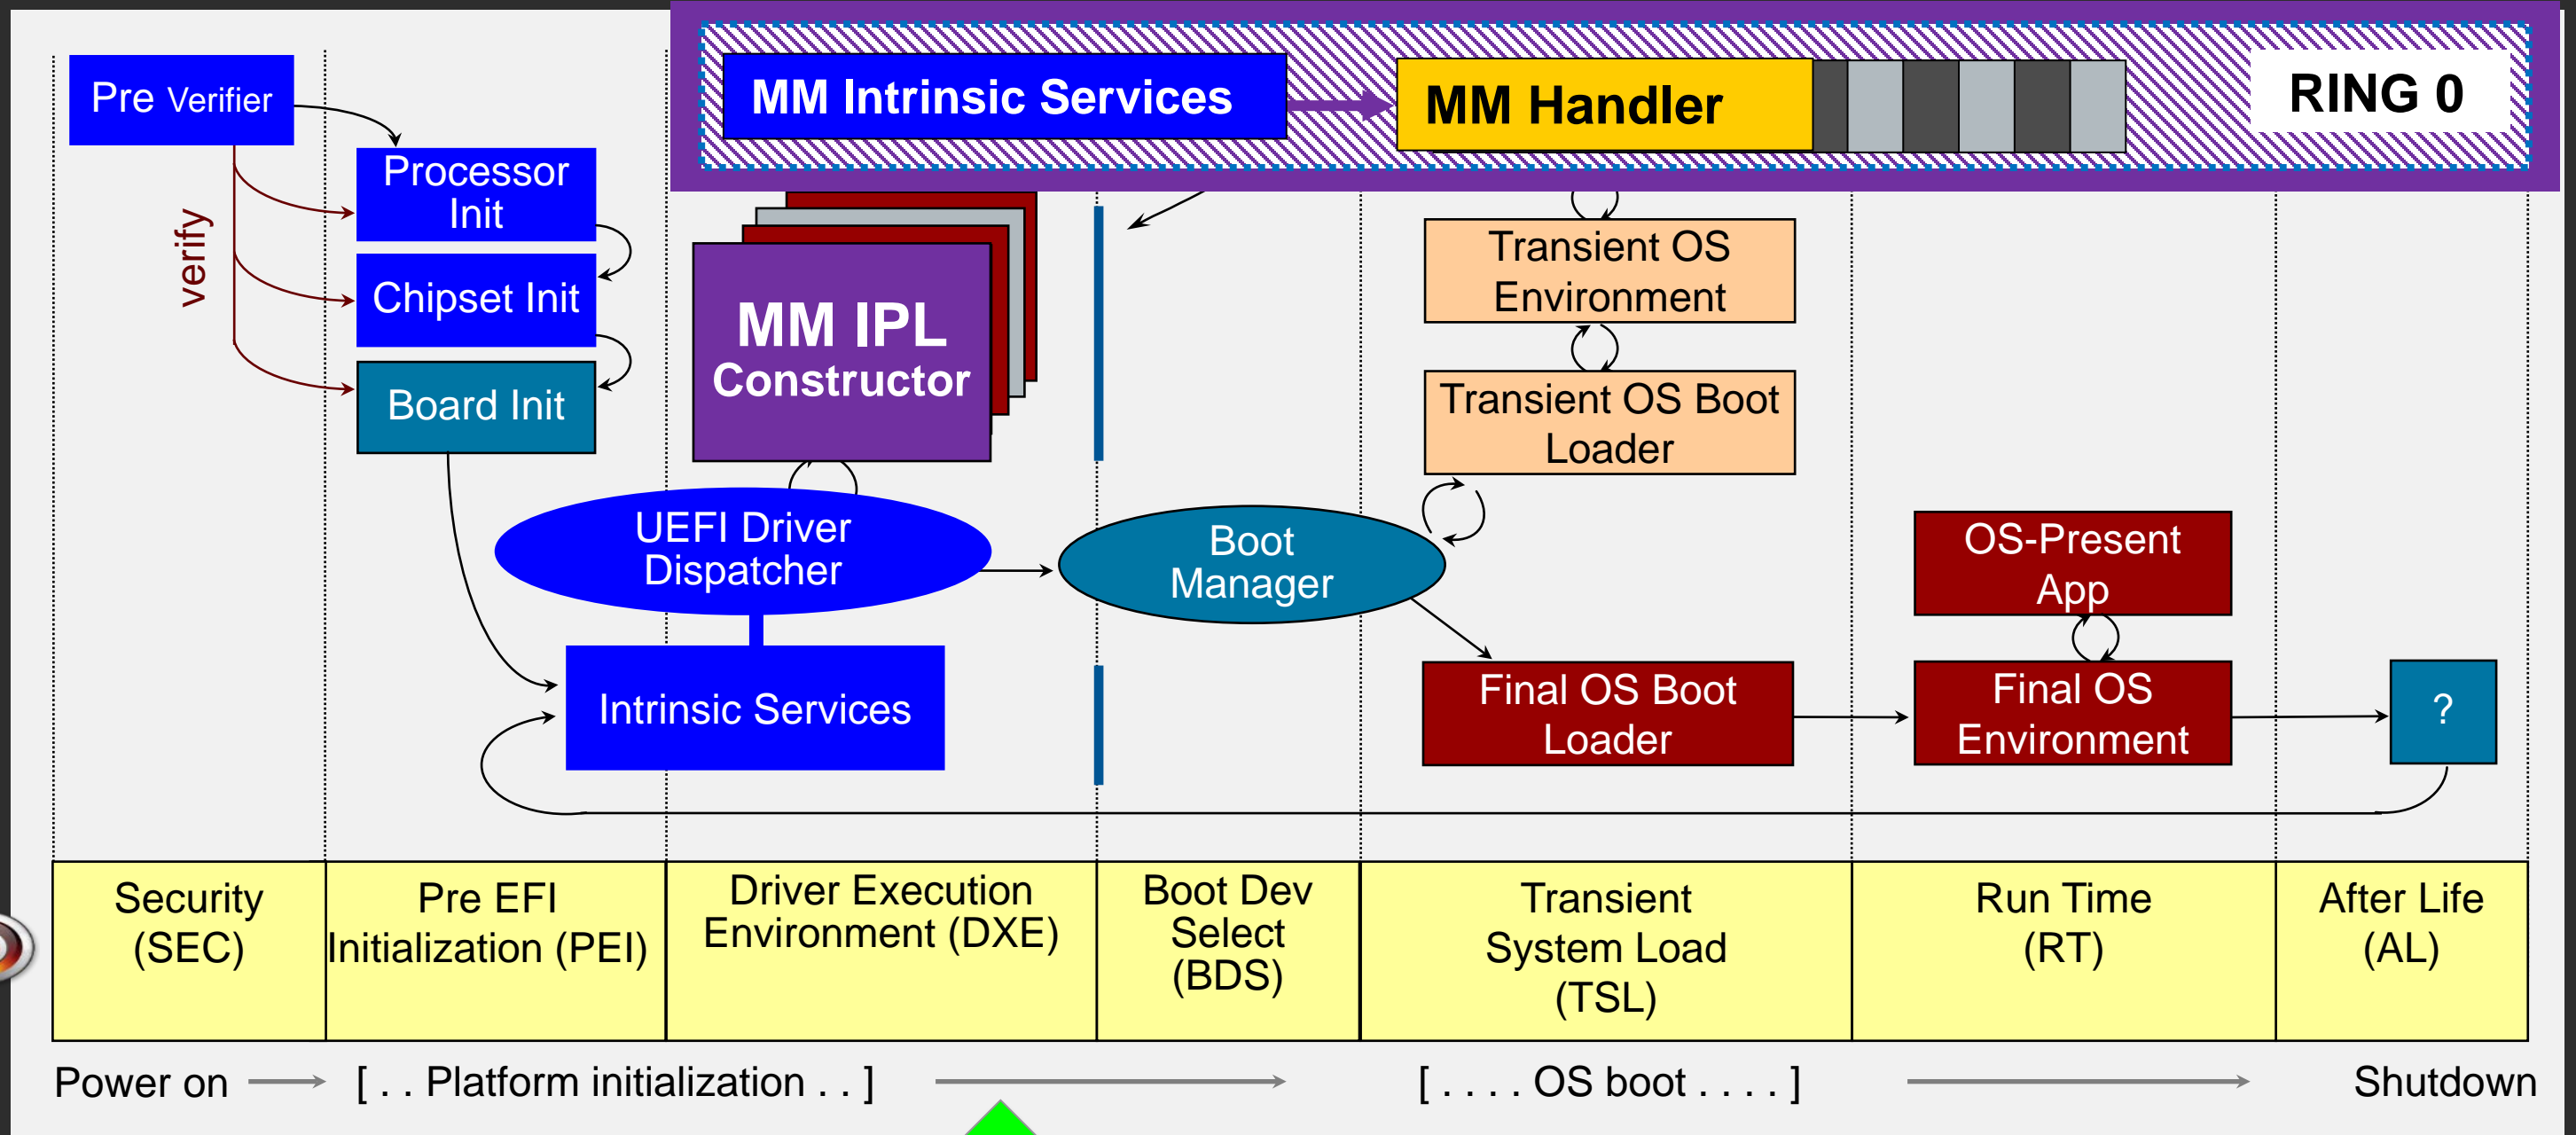 Pre Verifier
MM Intrinsic Services
MM Handler
RING 0
Processor
Init
verify
Chipset Init
Board Init
MM IPL
Constructor
Transient OS
Environment
Transient OS Boot
Loader
UEFI Driver
Dispatcher
Boot
Manager
OS-Present
App
Intrinsic Services
Final OS Boot
Loader
Final OS
Environment
?
Security
(SEC)
Pre EFI
Initialization (PEI)
Driver Execution
Environment (DXE)
Boot Dev
Select
(BDS)
Transient
System Load
(TSL)
Run Time
(RT)
After Life
(AL)
Power on
[ . . Platform initialization . . ]
[ . . . . OS boot . . . . ]
Shutdown